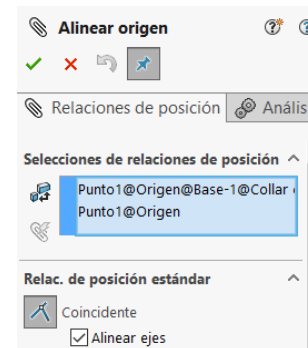 Alinear origen
Relaciones de posición Anális
Selecciones de relaciones de posición
Punto1@Origen@Base-1@Collar
Punto1@Origen
Relac. de posición estándar
Coincidente
Alinear ejes